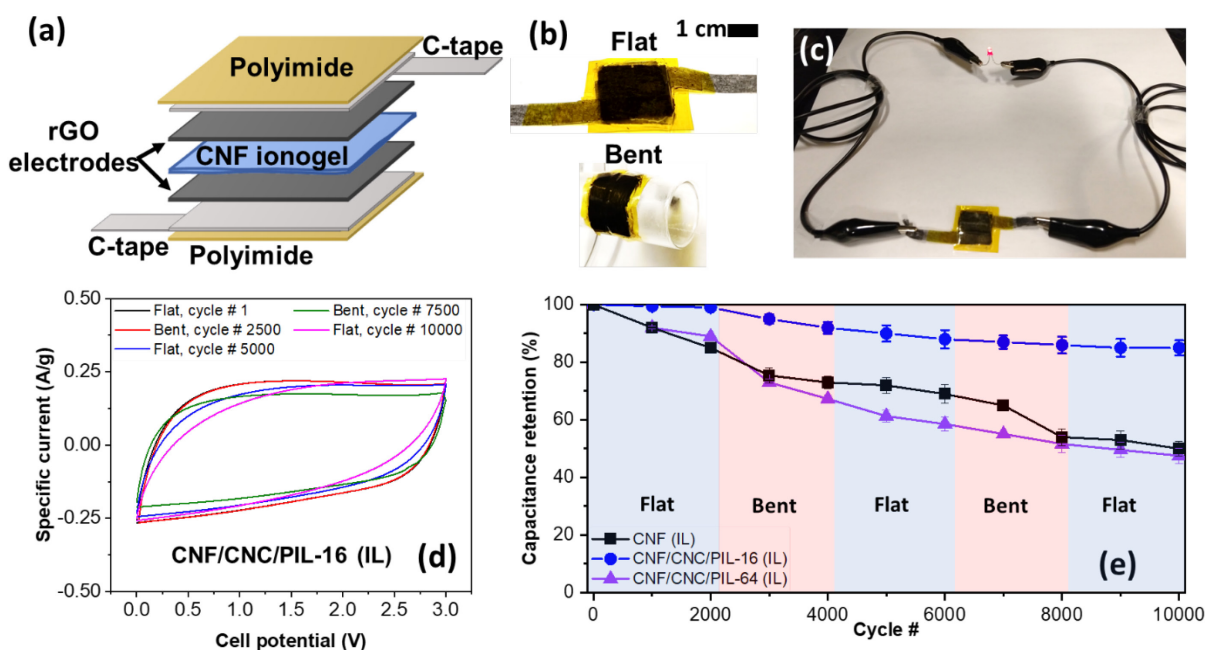 (a)
C-tape
Polyimide
rGO
electrodes
CNF ionogel
C-tape
Polyimide
(b)
Flat
1 cm
Bent
(c)
0.50
0.25
0.00
-0.25
-0.50
Specific current (A/g)
Flat, cycle # 1
Bent, cycle # 7500
Bent, cycle # 2500
Flat, cycle # 10000
Flat, cycle # 5000
CNF/CNC/PIL-16 (IL)
(d)
0.0 0.5 1.0 1.5 2.0 2.5 3.0
Cell potential (V)
100
80
60
40
20
0
Capacitance retention (%)
Flat
Bent
Flat
Bent
Flat
CNF (IL)
CNF/CNC/PIL-16 (IL)
CNF/CNC/PIL-64 (IL)
(e)
0 2000 4000 6000 8000 10000
Cycle #